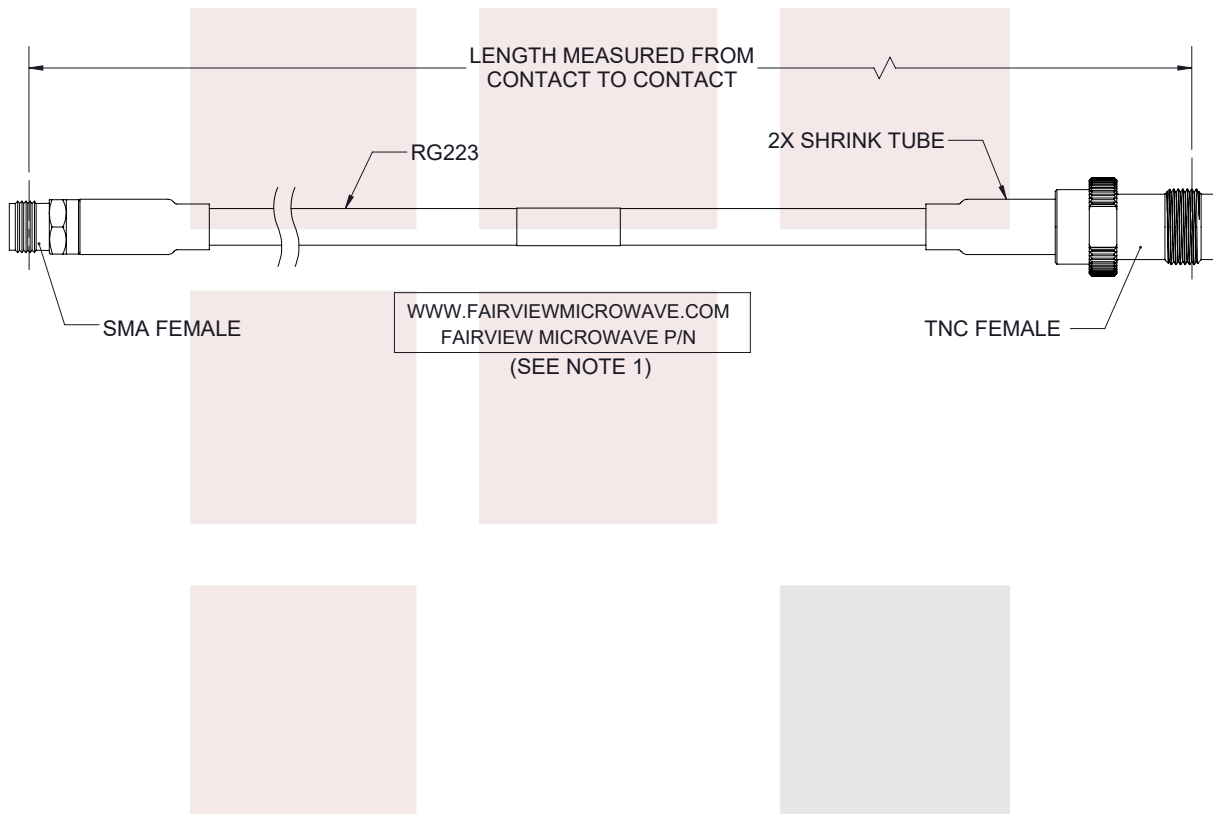 LENGTH MEASURED FROM
CONTACT TO CONTACT
2X SHRINK TUBE
RG223
SMA FEMALE
WWW.FAIRVIEWMICROWAVE.COM
FAIRVIEW MICROWAVE P/N
(SEE NOTE 1)
TNC FEMALE